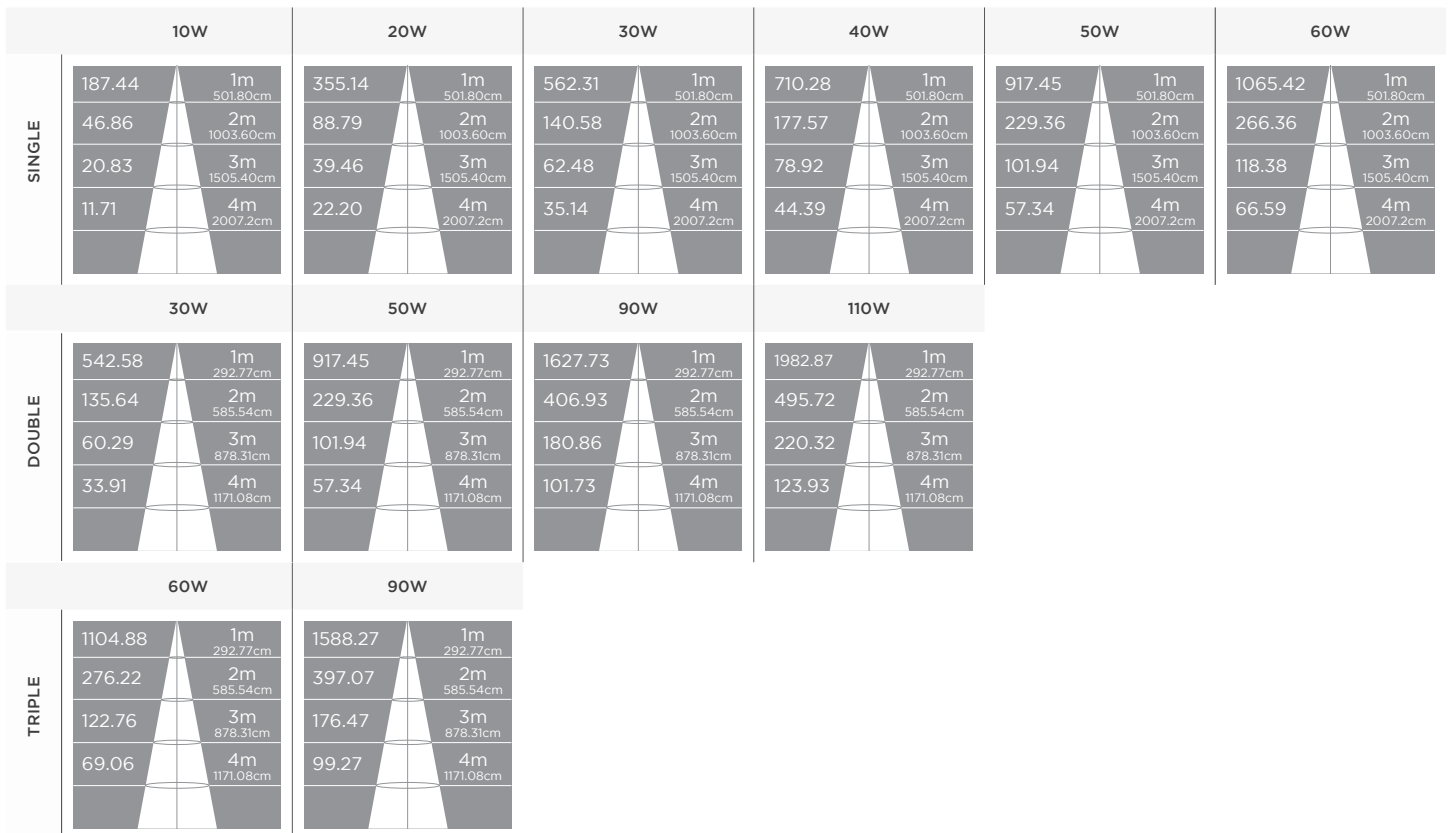 10W 20W 30W 40W 50W 60W
SINGLE
187.44 1m 355.14 1m 562.31 1m 710.28 1m 917.45 1m 1065.42 1m
501.80cm 501.80cm 501.80cm 501.80cm 501.80cm 501.80cm
46.86 2m 88.79 2m 140.58 2m 177.57 2m 229.36 2m 266.36 2m
1003.60cm 1003.60cm 1003.60cm 1003.60cm 1003.60cm 1003.60cm
20.83 3m 39.46 3m 62.48 3m 78.92 3m 101.94 3m 118.38 3m
1505.40cm 1505.40cm 1505.40cm 1505.40cm 1505.40cm 1505.40cm
11.71 4m 22.20 4m 35.14 4m 44.39 4m 57.34 4m 66.59 4m
2007.2cm 2007.2cm 2007.2cm 2007.2cm 2007.2cm 2007.2cm
30W 50W 90W 110W
DOUBLE
542.58 1m 917.45 1m 1627.73 1m 1982.87 1m
292.77cm 292.77cm 292.77cm 292.77cm
135.64 2m 229.36 2m 406.93 2m 495.72 2m
585.54cm 585.54cm 585.54cm 585.54cm
60.29 3m 101.94 3m 180.86 3m 220.32 3m
878.31cm 878.31cm 878.31cm 878.31cm
33.91 4m 57.34 4m 101.73 4m 123.93 4m
1171.08cm 1171.08cm 1171.08cm 1171.08cm
60W 90W
TRIPLE
1104.88 1m 1588.27 1m
292.77cm 292.77cm
276.22 2m 397.07 2m
585.54cm 585.54cm
122.76 3m 176.47 3m
878.31cm 878.31cm
69.06 4m 99.27 4m
1171.08cm 1171.08cm